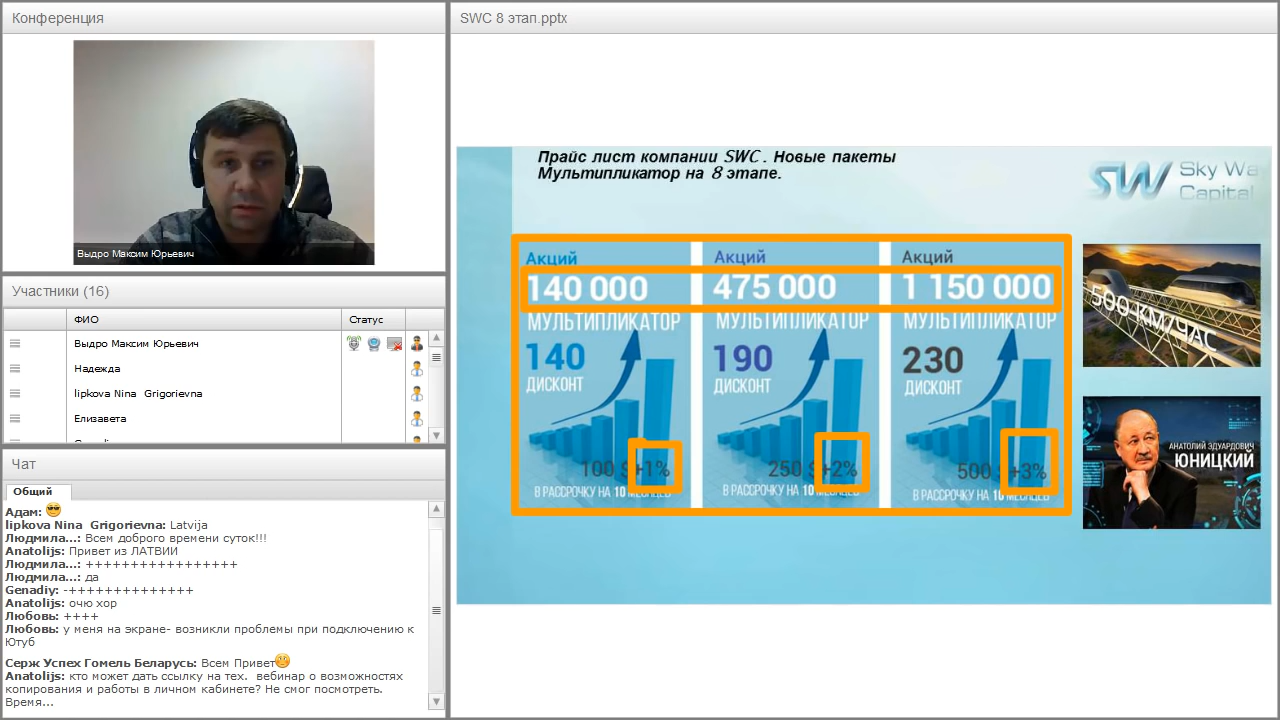 Конференция
Выдро Максим Юрьевич
Участники (16)
ФИО
Статус
Выдро Максим Юрьевич
Надежда
lipkova Nina Grigorievna
Елизавета
Чат
Общий
Адам:
lipkova Nina Grigorievna: Latvija
Людмила...: Всем доброго времени суток!!!
Anatolijs: Привет из ЛАТВИИ
Людмила...: +++++++++++++++++
Людмила...: да
Genadiy: -++++++++++++++
Anatolijs: очю хор
Любовь: ++++
Любовь: у меня на экране- возникли проблемы при подключению к
Ютуб
Серж Успех Гомель Беларусь: Всем Привет
Anatolijs: кто может дать ссылку на тех. вебинар о возможностях
копирования и работы в личном кабинете? Не смог посмотреть.
Время...
SWC 8 этап.pptx
Прайс лист компании SWC. Новые пакеты
Мультипликатор на 8 этапе.
SW Sky Wa
Capital
Акций
140 000
МУЛЬТИПЛИКАТОР
140
ДИСКОНТ
100 $+1%
В РАССРОЧКУ НА 10 МЕСЯЦЕВ
Акций
475 000
МУЛЬТИПЛИКАТОР
190
ДИСКОНТ
250 $+2%
В РАССРОЧКУ НА 10 МЕСЯЦЕВ
Акций
1 150 000
МУЛЬТИПЛИКАТОР
230
ДИСКОНТ
500 $+3%
В РАССРОЧКУ НА 10 МЕСЯЦЕВ
500 КМ/ЧАС
АНАТОЛИЙ ЭДУАРДОВИЧ
ЮНИЦКИЙ